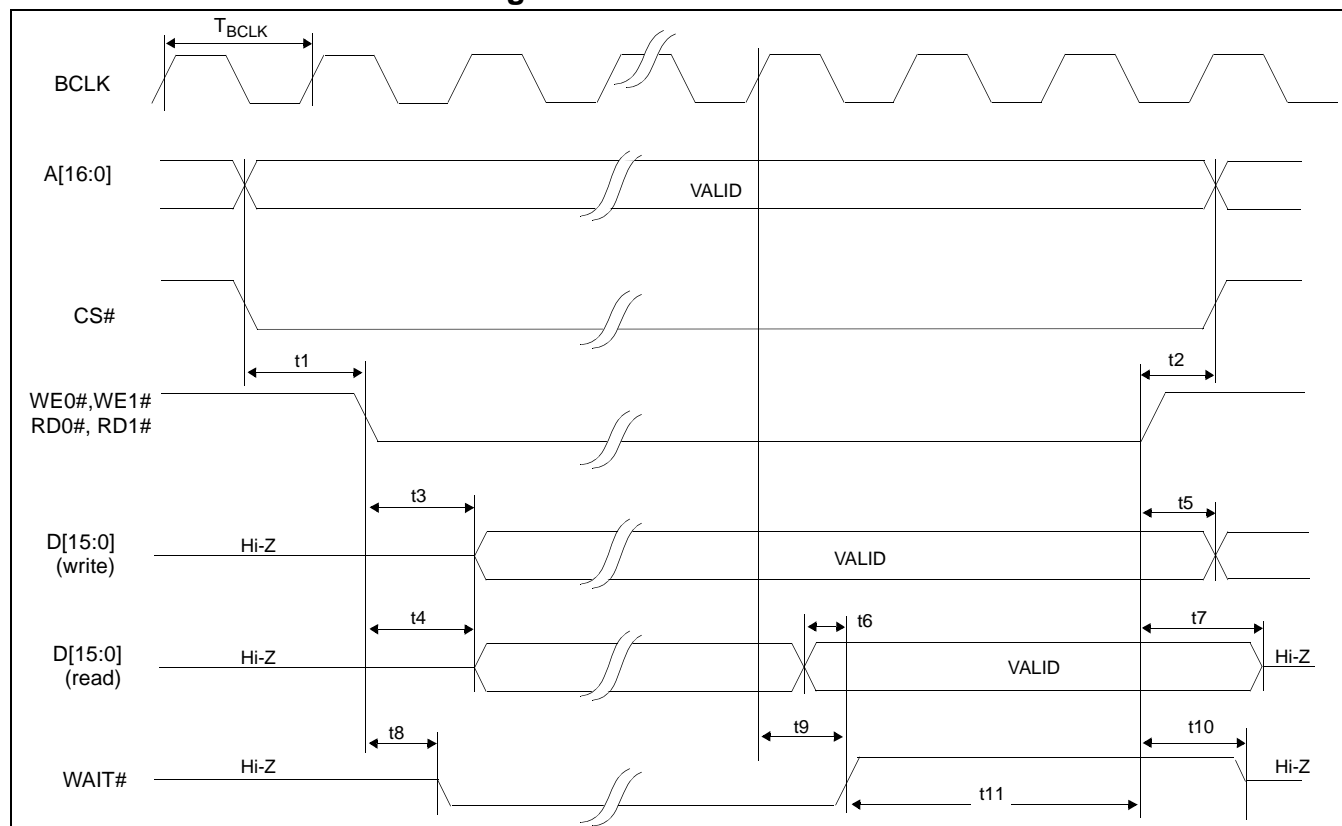 g
T_BCLK
BCLK
A[16:0]
VALID
CS#
t1
t2
WE0#,WE1#
RD0#, RD1#
t3
t5
D[15:0]
(write)
Hi-Z
VALID
t4
t6
t7
D[15:0]
(read)
Hi-Z
VALID
Hi-Z
t8
t9
t10
WAIT#
Hi-Z
Hi-Z
t11